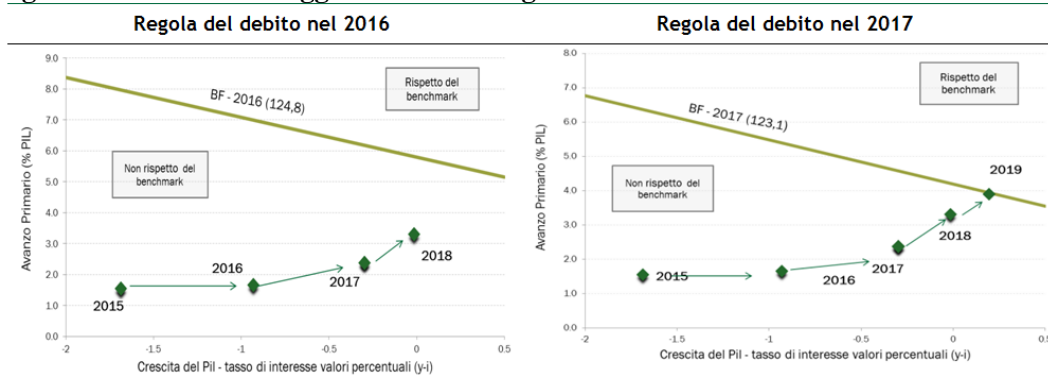 Regola del debito nel 2016
Regola del debito nel 2017
9.0
8.0
7.0
6.0
5.0
4.0
3.0
2.0
1.0
0.0
Avanzo Primario (% PIL)
BF - 2016 (124,8)
Rispetto del
benchmark
Non rispetto del
benchmark
2015
2016
2017
2018
-2
-1.5
-1
-0.5
0
0.5
Crescita del Pil - tasso di interesse valori percentuali (y-i)
8.0
7.0
6.0
5.0
4.0
3.0
2.0
1.0
0.0
Avanzo Primario (% PIL)
BF - 2017 (123,1)
Rispetto del
benchmark
Non rispetto del
benchmark
2015
2016
2017
2018
2019
-2
-1.5
-1
-0.5
0
0.5
Crescita del Pil - tasso di interesse valori percentuali (y-i)